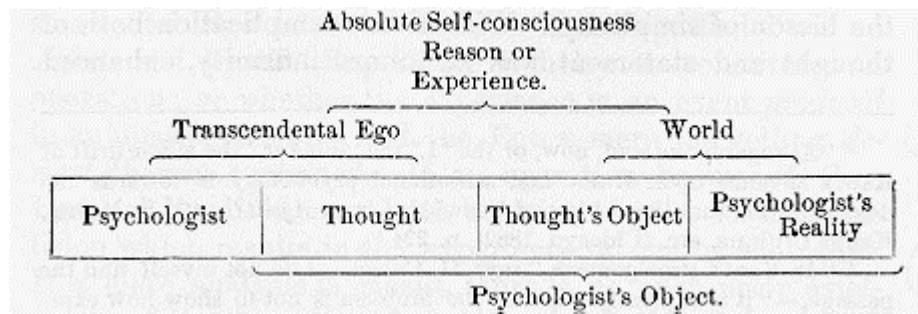 Absolute Self-consciousness
Reason or
Experience.
Transcendental Ego World
Psychologist Thought Thought's Object Psychologist's
Reality
Psychologist's Object.